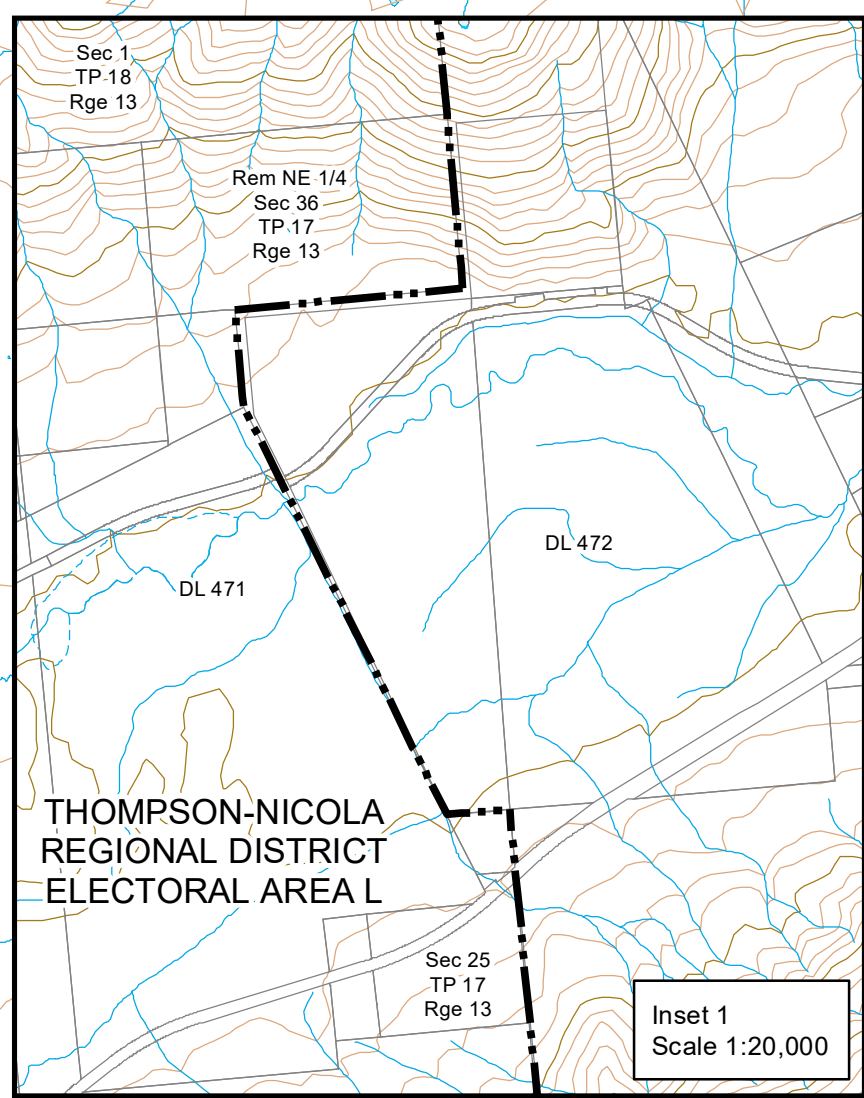 Sec 1
TP 18
Rge 13
Rem NE 1/4
Sec 36
TP 17
Rge 13
DL 472
DL 471
THOMPSON-NICOLA
REGIONAL DISTRICT
ELECTORAL AREA L
Sec 25
TP 17
Rge 13
Inset 1
Scale 1:20,000